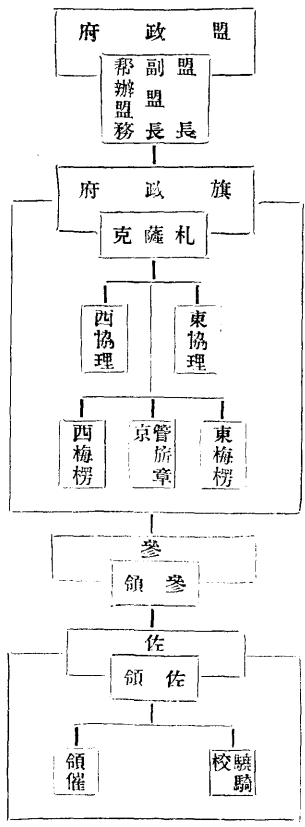 盟政府
盟長
副盟長
帮辦盟務
旗政府
札薩克
東協理
西協理
東梅楞
管旂章京
西梅楞
參
參領
佐
佐領
驍騎校
領催